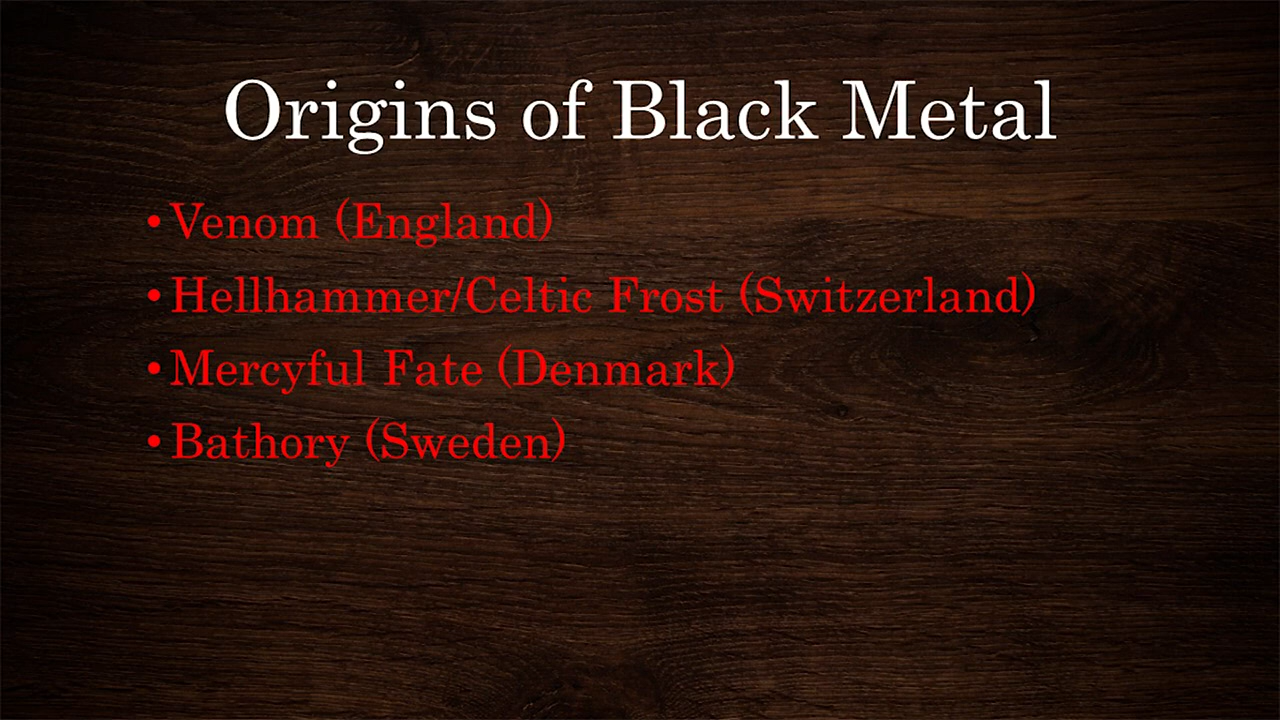 Origins of Black Metal
• Venom (England)
• Hellhammer/Celtic Frost (Switzerland)
• Mercyful Fate (Denmark)
• Bathory (Sweden)